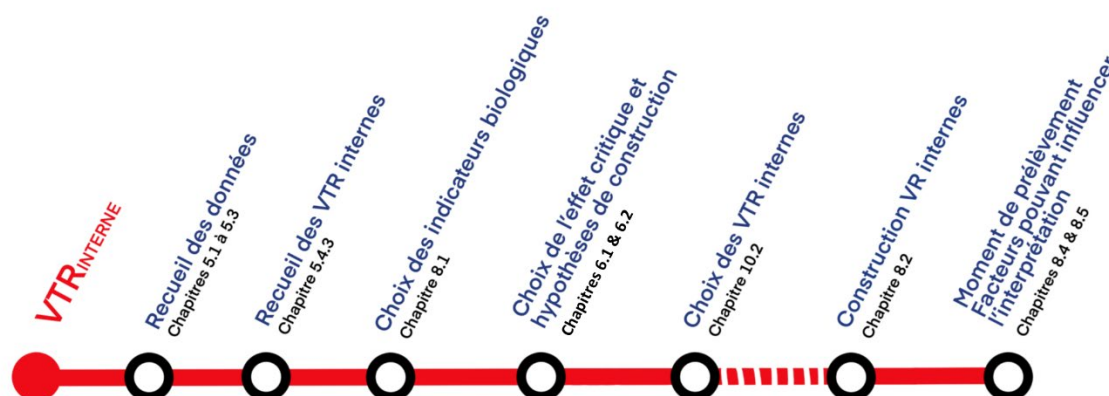 VTR INTERNE
Recueil des données
Chapitres 5.1 à 5.3
Recueil des VTR internes
Chapitre 5.4.3
Choix des indicateurs biologiques
Chapitre 8.1
Choix de l'effet critique et
hypothèses de construction
Chapitres 6.1 & 6.2
Choix des VTR internes
Chapitre 10.2
Construction VR internes
Chapitre 8.2
Moment de prélèvement
Facteurs pouvant influencer
l'interprétation
Chapitres 8.4 & 8.5